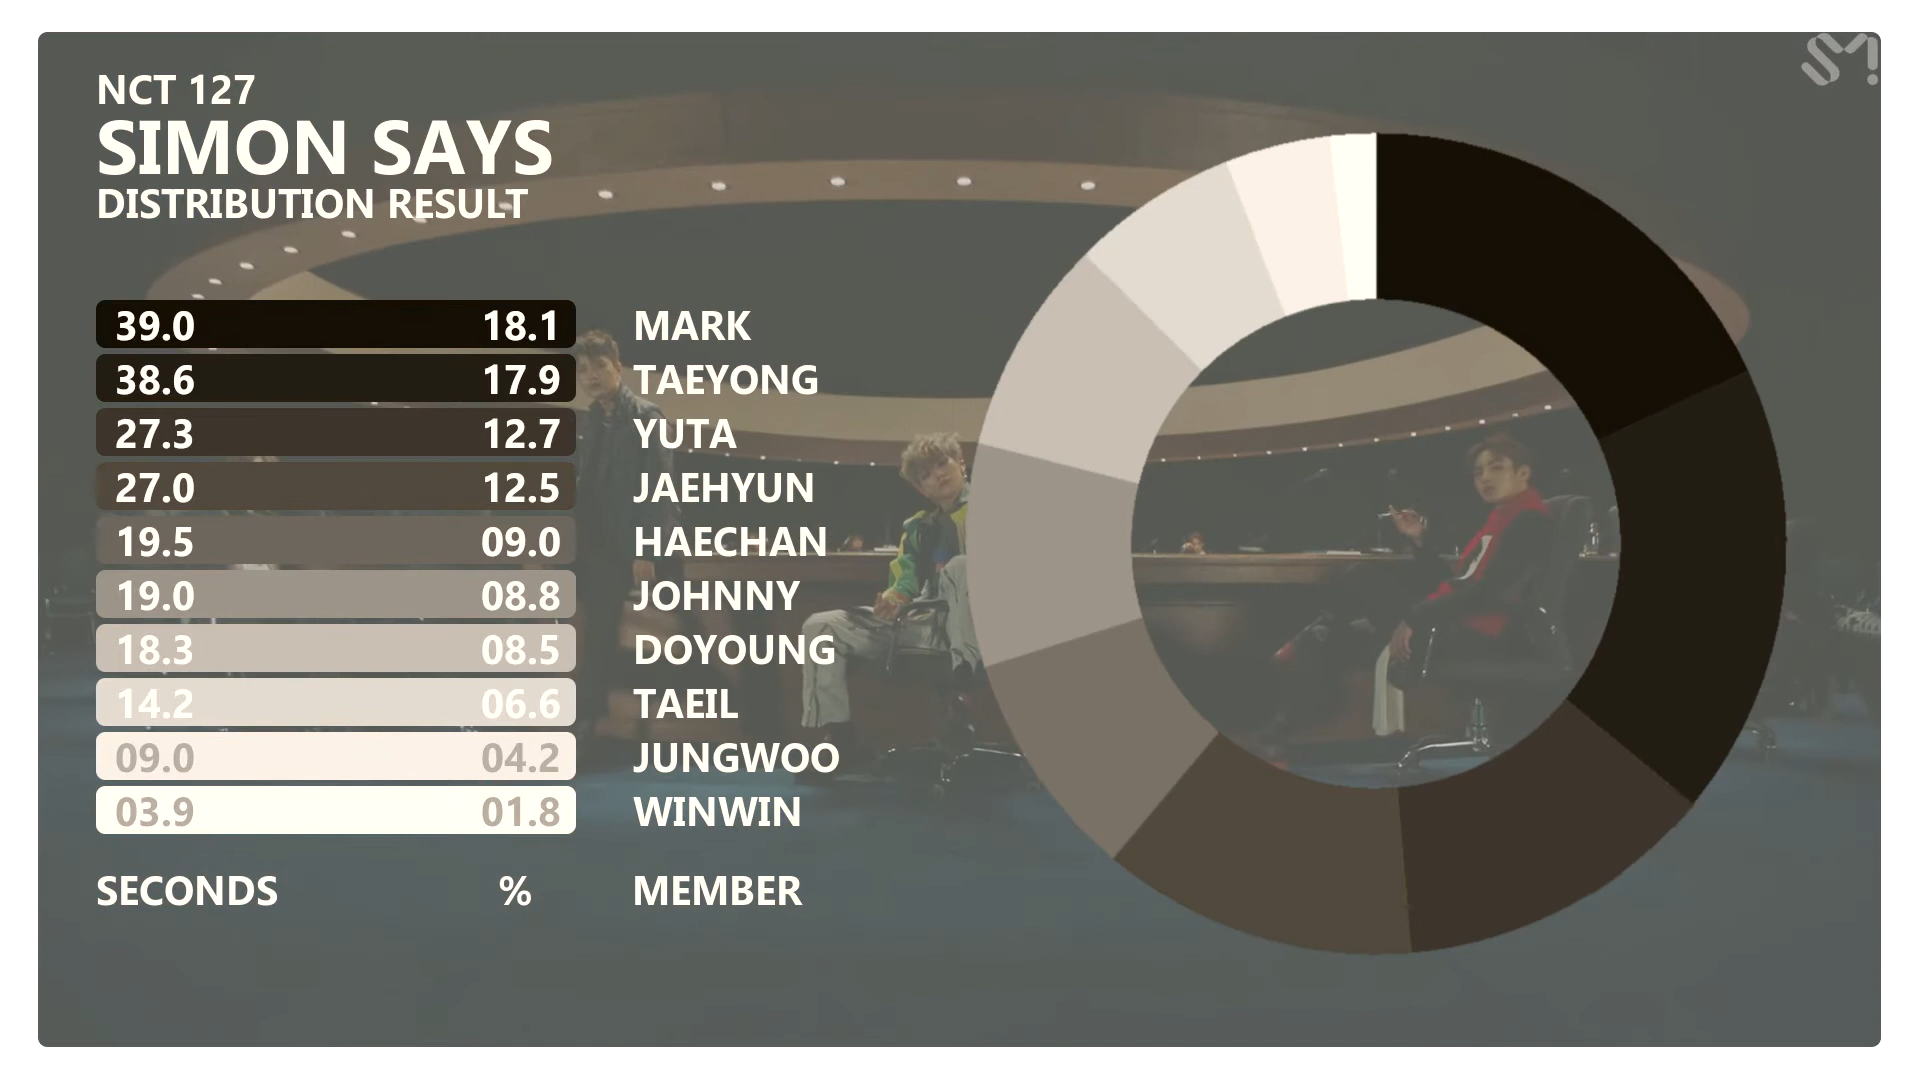 SM
NCT 127
SIMON SAYS
DISTRIBUTION RESULT
39.0 18.1 MARK
38.6 17.9 TAEYONG
27.3 12.7 YUTA
27.0 12.5 JAEHYUN
19.5 09.0 HAECHAN
19.0 08.8 JOHNNY
18.3 08.5 DOYOUNG
14.2 06.6 TAEIL
09.0 04.2 JUNGWOO
03.9 01.8 WINWIN
SECONDS % MEMBER